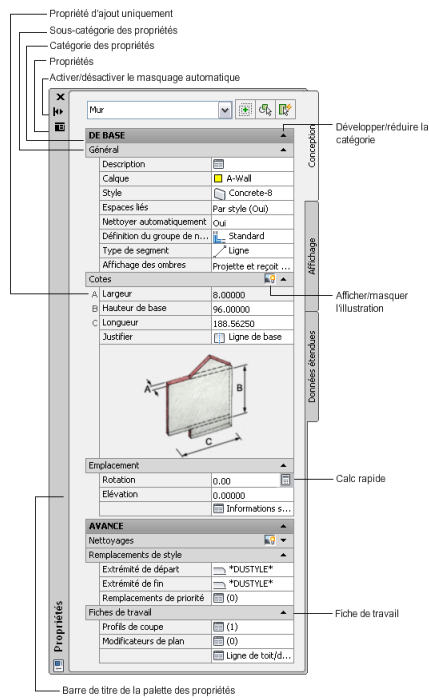 Propriété d'ajout uniquement
Sous-catégorie des propriétés
Catégorie des propriétés
Propriétés
Activer/désactiver le masquage automatique
Mur
Conception
DE BASE
Développer/réduire la
catégorie
Général
Description
Calque A-Wall
Style Concrete-8
Espaces liés Par style (Oui)
Nettoyer automatiquement Oui
Définition du groupe de n... Standard
Type de segment Ligne
Affichage des ombres Projette et reçoit ...
Affichage
Cotes
A Largeur 8.00000
Afficher/masquer
l'illustration
B Hauteur de base 96.00000
C Longueur 188.56250
Justifier Ligne de base
Données étendues
A
B
C
Emplacement
Rotation 0.00
Calc rapide
Elévation 0.00000
Informations s...
AVANCE
Nettoyages
Remplacements de style
Extrémité de départ *DUSTYLE*
Extrémité de fin *DUSTYLE*
Remplacements de priorité (0)
Fiches de travail
Fiche de travail
Profils de coupe (1)
Modificateurs de plan (0)
Ligne de toit/d...
Propriétés
Barre de titre de la palette des propriétés